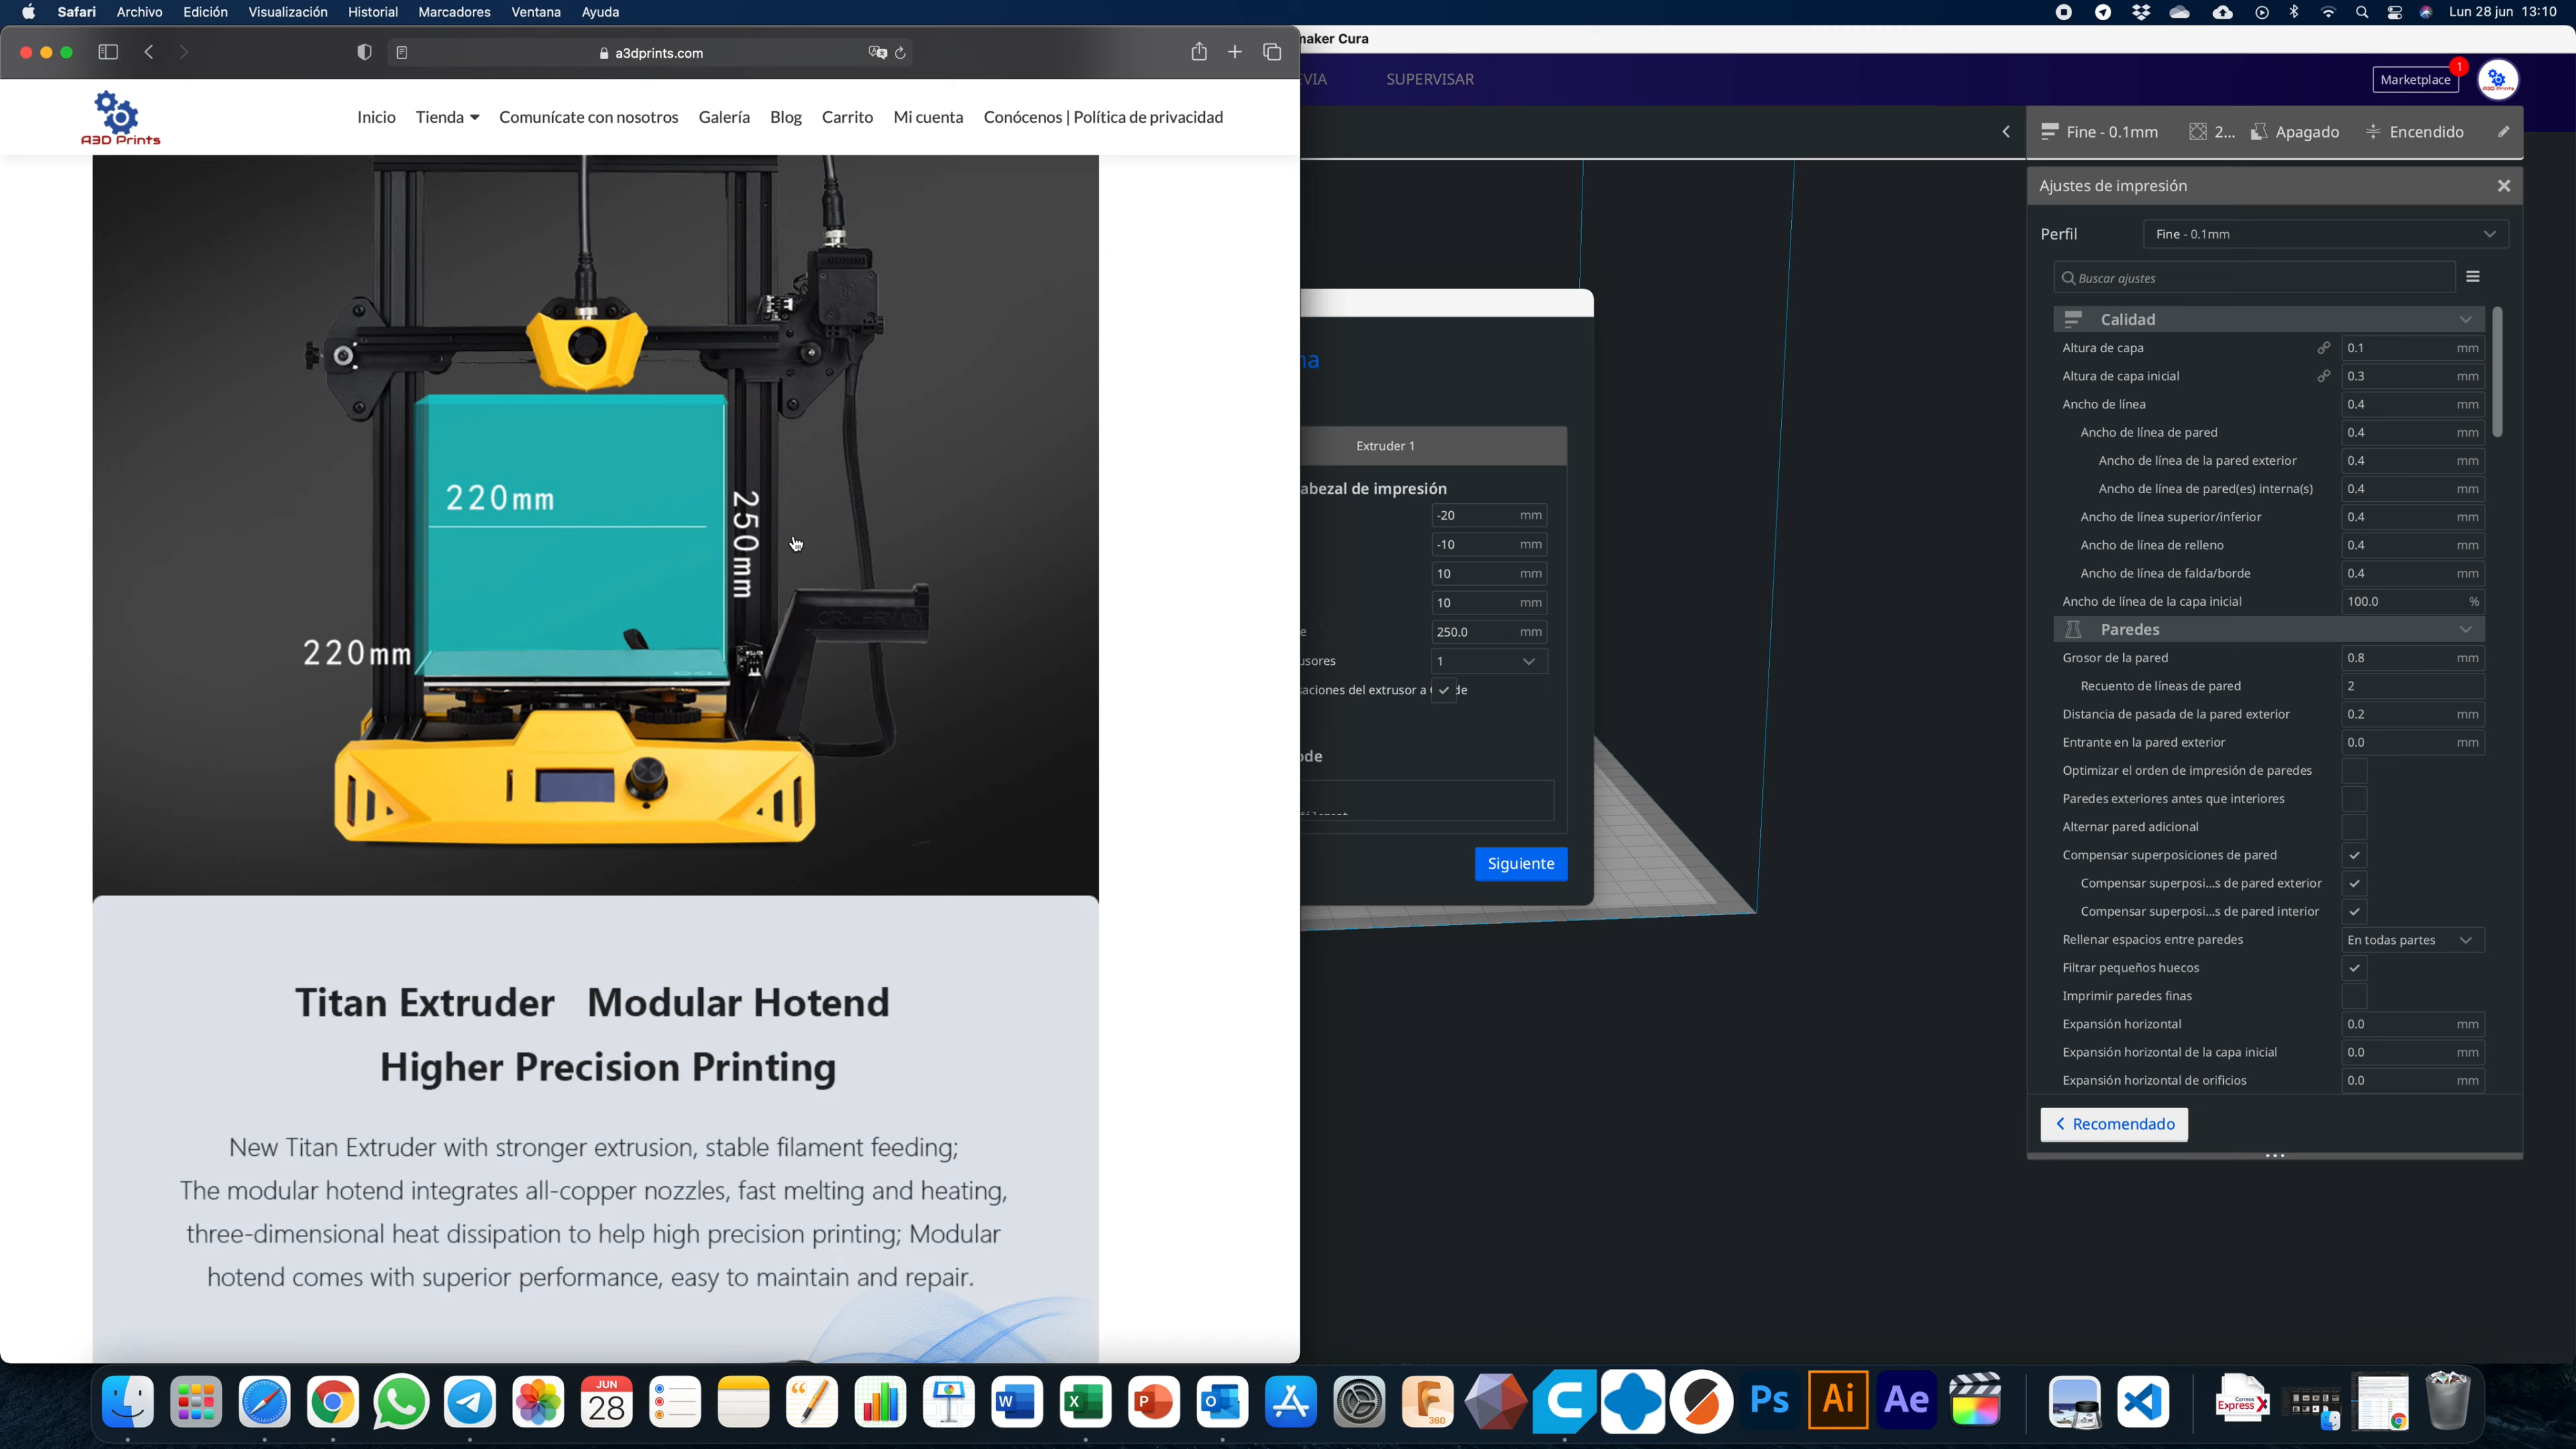 Safari Archivo Edición Visualización Historial Marcadores Ventana Ayuda
Lun 28 jun 13:10
a3dprints.com
A3D Prints
Inicio Tienda Comunícate con nosotros Galería Blog Carrito Mi cuenta Conócenos | Política de privacidad
220mm
250mm
220mm
Titan Extruder Modular Hotend
Higher Precision Printing
New Titan Extruder with stronger extrusion, stable filament feeding;
The modular hotend integrates all-copper nozzles, fast melting and heating,
three-dimensional heat dissipation to help high precision printing; Modular
hotend comes with superior performance, easy to maintain and repair.
maker Cura
VIA SUPERVISAR
Marketplace 1
Extruder 1
abezal de impresión
-20 mm
-10 mm
10 mm
10 mm
e 250.0 mm
usores 1
aciones del extrusor a de
ode
Siguiente
Fine - 0.1mm 2... Apagado Encendido
Ajustes de impresión
Perfil Fine - 0.1mm
Buscar ajustes
Calidad
Altura de capa 0.1 mm
Altura de capa inicial 0.3 mm
Ancho de línea 0.4 mm
Ancho de línea de pared 0.4 mm
Ancho de línea de la pared exterior 0.4 mm
Ancho de línea de pared(es) interna(s) 0.4 mm
Ancho de línea superior/inferior 0.4 mm
Ancho de línea de relleno 0.4 mm
Ancho de línea de falda/borde 0.4 mm
Ancho de línea de la capa inicial 100.0 %
Paredes
Grosor de la pared 0.8 mm
Recuento de líneas de pared 2
Distancia de pasada de la pared exterior 0.2 mm
Entrante en la pared exterior 0.0 mm
Optimizar el orden de impresión de paredes
Paredes exteriores antes que interiores
Alternar pared adicional
Compensar superposiciones de pared
Compensar superposi...s de pared exterior
Compensar superposi...s de pared interior
Rellenar espacios entre paredes En todas partes
Filtrar pequeños huecos
Imprimir paredes finas
Expansión horizontal 0.0 mm
Expansión horizontal de la capa inicial 0.0 mm
Expansión horizontal de orificios 0.0 mm
Recomendado
JUN
28
W
X
P
O
F
360
Ps
Ai
Ae
Correos
Express